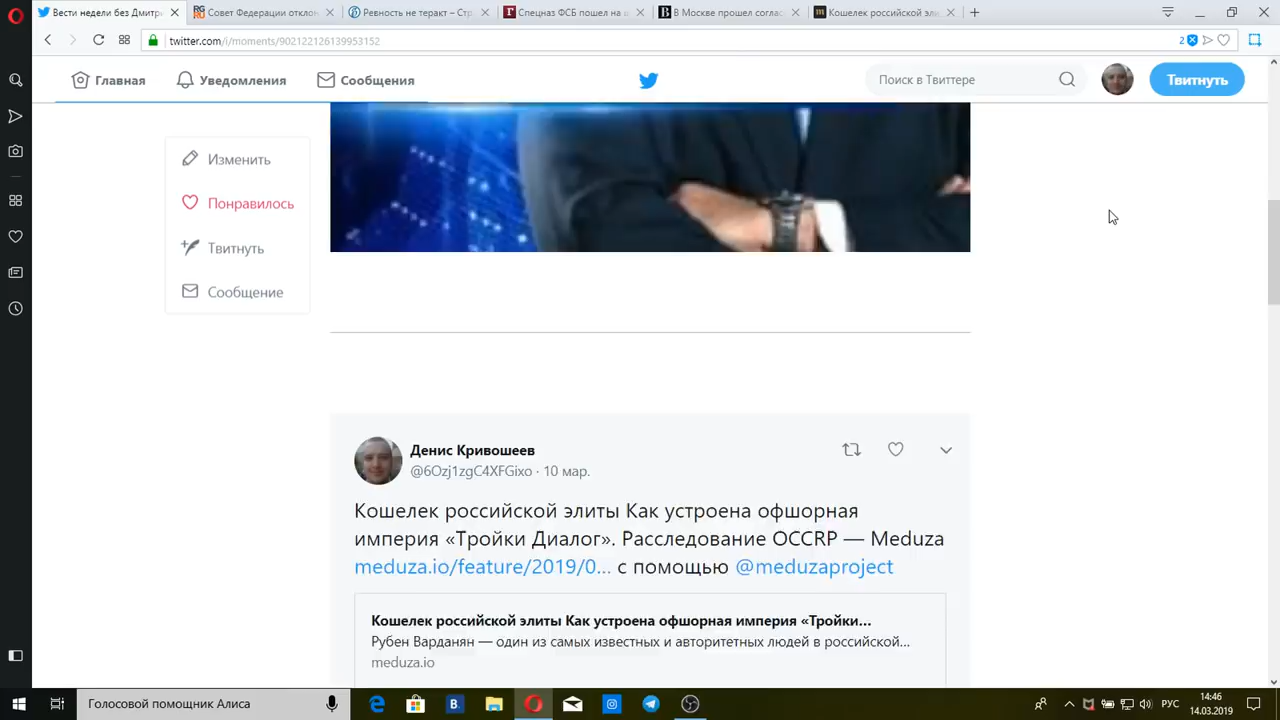 Вести недели без Дмитри
Совет Федерации отклон
Ревность не теракт – Стр
Спецназ ФСБ пошел на в
В Москве прошел соглас
Кошелек российской эли
twitter.com/i/moments/902122126139953152
2
Главная
Уведомления
Сообщения
Поиск в Твиттере
Твитнуть
Изменить
Понравилось
Твитнуть
Сообщение
Денис Кривошеев
@6Ozj1zgC4XFGixo · 10 мар.
Кошелек российской элиты Как устроена офшорная
империя «Тройки Диалог». Расследование OCCRP — Meduza
meduza.io/feature/2019/0... с помощью @meduzaproject
Кошелек российской элиты Как устроена офшорная империя «Тройки...
Рубен Варданян — один из самых известных и авторитетных людей в российской...
meduza.io
Голосовой помощник Алиса
РУС
14:46
14.03.2019